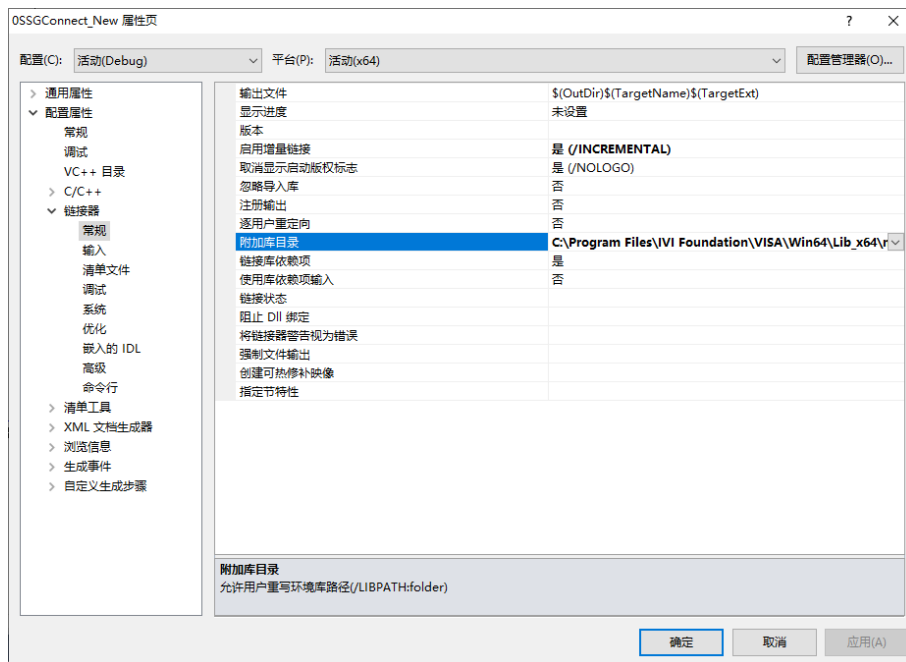 0SSGConnect_New 属性页
配置(C): 活动(Debug) 平台(P): 活动(x64) 配置管理器(O)...
通用属性
配置属性
常规
调试
VC++ 目录
C/C++
链接器
常规
输入
清单文件
调试
系统
优化
嵌入的 IDL
高级
命令行
清单工具
XML 文档生成器
浏览信息
生成事件
自定义生成步骤
输出文件 $(OutDir)$(TargetName)$(TargetExt)
显示进度 未设置
版本
启用增量链接 是 (/INCREMENTAL)
取消显示启动版权标志 是 (/NOLOGO)
忽略导入库 否
注册输出 否
逐用户重定向 否
附加库目录 C:\Program Files\IVI Foundation\VISA\Win64\Lib_x64\
链接库依赖项 是
使用库依赖项输入 否
链接状态
阻止 Dll 绑定
将链接器警告视为错误
强制文件输出
创建可热修补映像
指定节特性
附加库目录
允许用户重写环境库路径(/LIBPATH:folder)
确定 取消 应用(A)